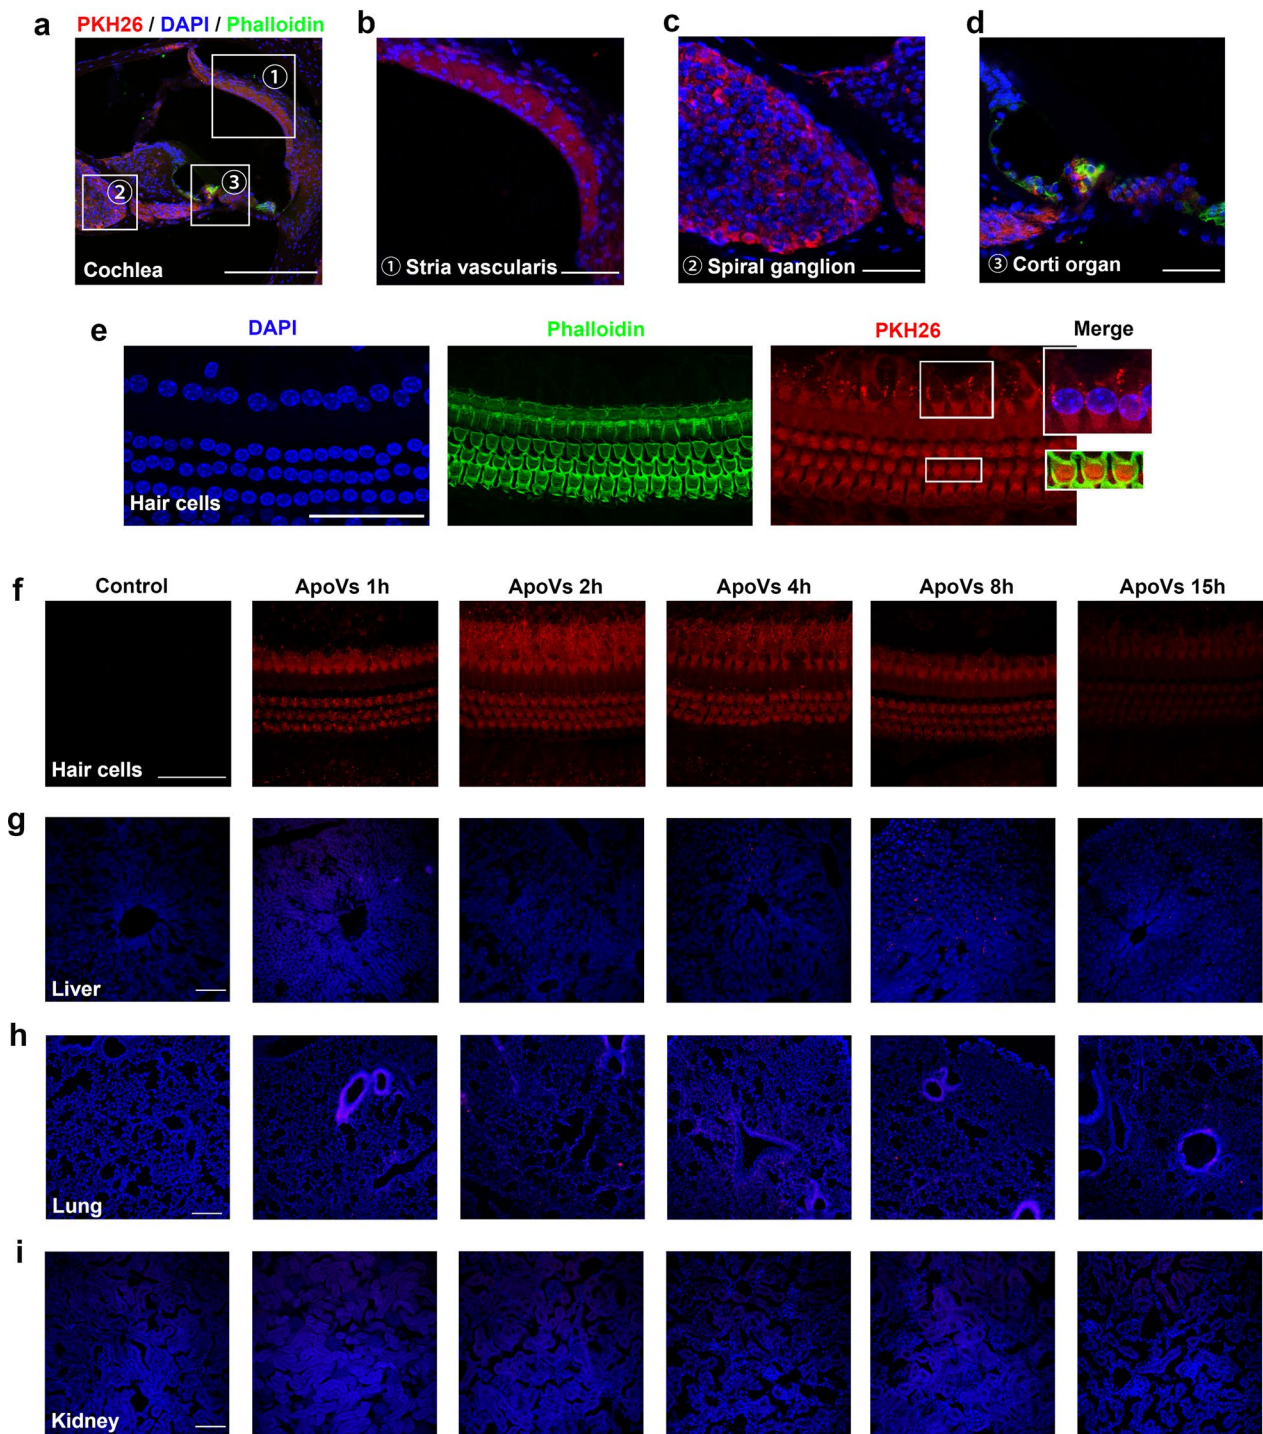 a
PKH26 / DAPI / Phalloidin
①
②
③
Cochlea
b
① Stria vascularis
c
② Spiral ganglion
d
③ Corti organ
e
DAPI
Phalloidin
PKH26
Merge
Hair cells
f
Control
ApoVs 1h
ApoVs 2h
ApoVs 4h
ApoVs 8h
ApoVs 15h
Hair cells
g
Liver
h
Lung
i
Kidney